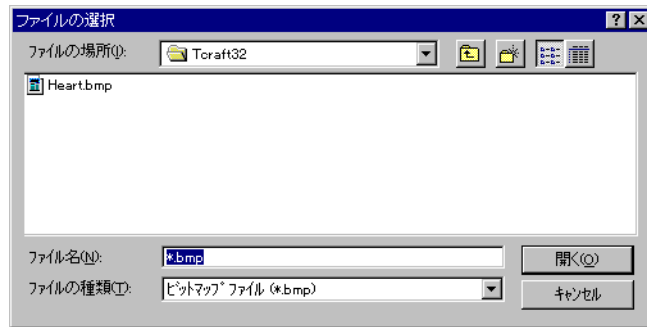 ファイルの選択
ファイルの場所(I): Tcraft32
Heart.bmp
ファイル名(N): *.bmp 開く(O)
ファイルの種類(T): ビットマップ ファイル (*.bmp) キャンセル